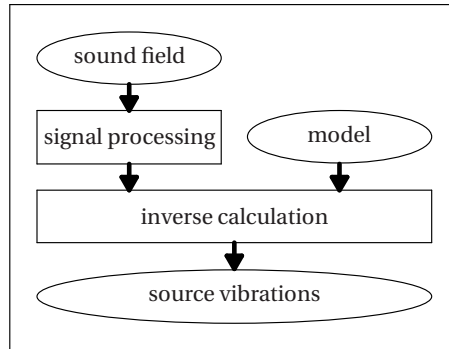 sound field
signal processing
model
inverse calculation
source vibrations